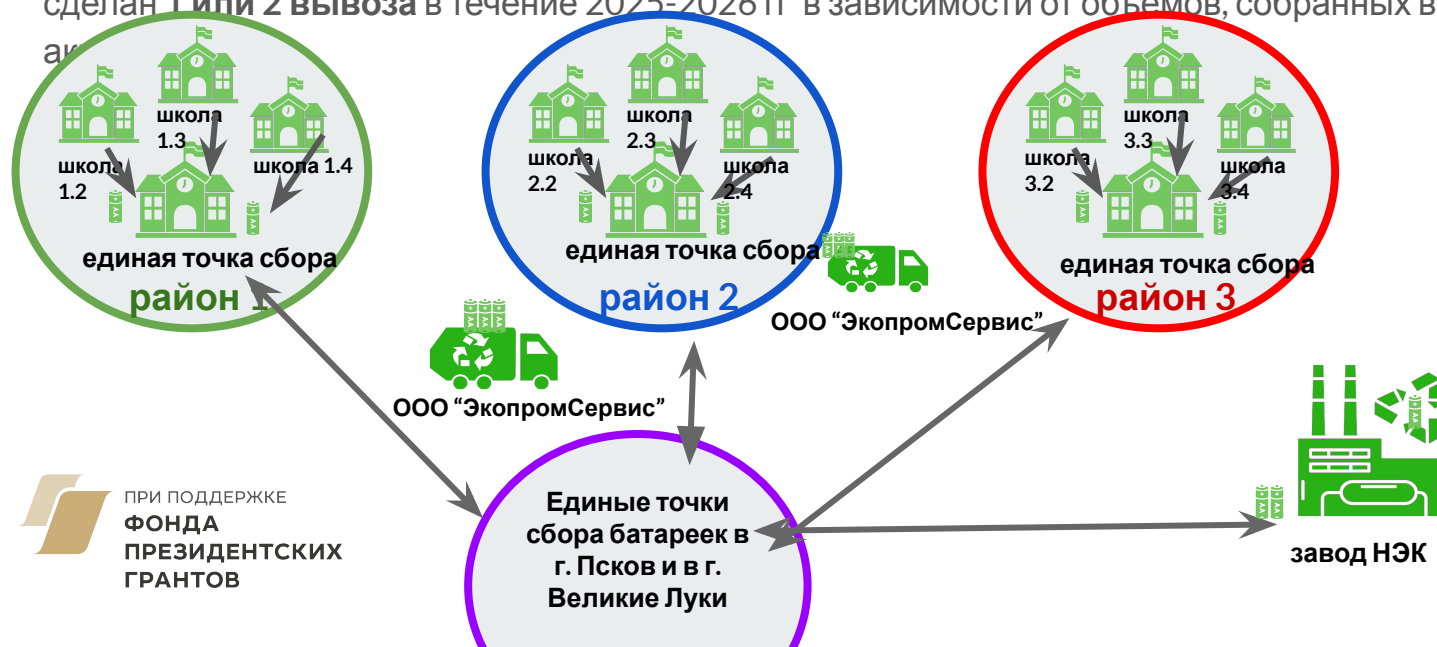 сделан 1 или 2 вывоза в течение 2025-2026 гг в зависимости от объемов, собранных в
школа
1.3
школа
1.2
школа 1.4
единая точка сбора
район 1
школа
2.3
школа
2.2
школа
2.4
единая точка сбора
район 2
школа
3.3
школа
3.2
школа
3.4
единая точка сбора
район 3
ООО “ЭкопромСервис”
ООО “ЭкопромСервис”
ПРИ ПОДДЕРЖКЕ
ФОНДА
ПРЕЗИДЕНТСКИХ
ГРАНТОВ
Единые точки
сбора батареек в
г. Псков и в г.
Великие Луки
завод НЭК